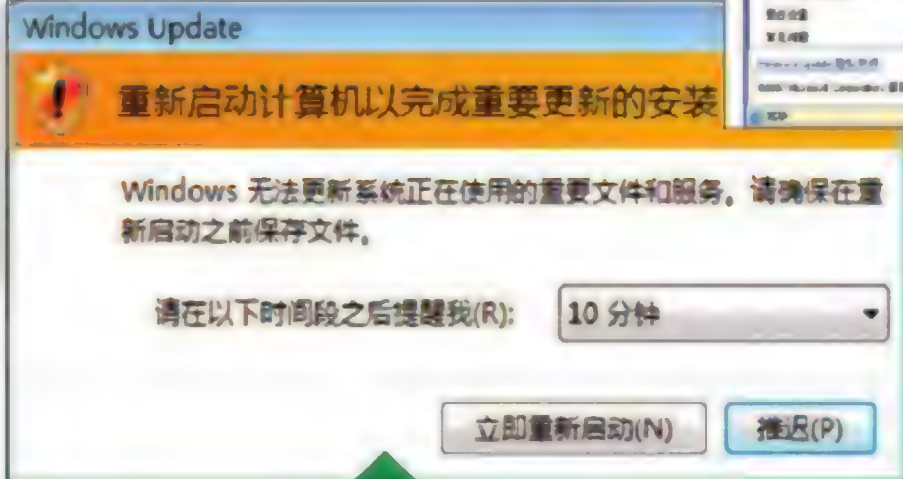 Windows Update
重新启动计算机以完成重要更新的安装
Windows 无法更新系统正在使用的重要文件和服务。请确保在重
新启动之前保存文件。
请在以下时间段之后提醒我(R):
10 分钟
立即重新启动(N)
推迟(P)